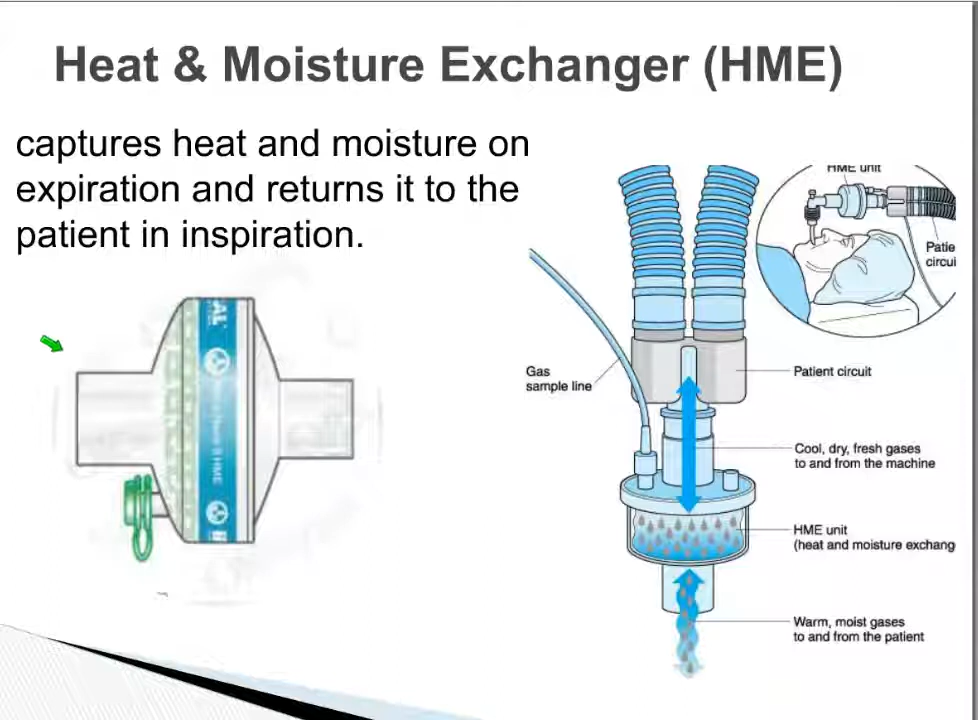 Heat & Moisture Exchanger (HME)
captures heat and moisture on
expiration and returns it to the
patient in inspiration.
HME unit
Patie
circui
Gas
sample line
Patient circuit
Cool, dry, fresh gases
to and from the machine
HME unit
(heat and moisture exchang
Warm, moist gases
to and from the patient
AL
HME